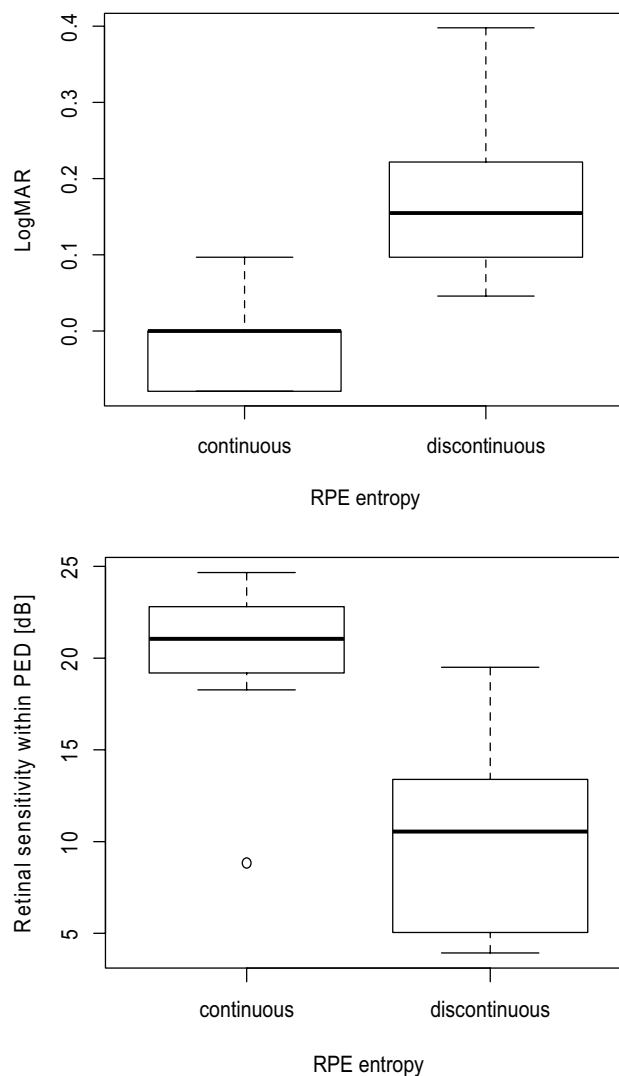 LogMAR
0.4
0.3
0.2
0.1
0.0
continuous discontinuous
RPE entropy
Retinal sensitivity within PED [dB]
25
20
15
10
5
continuous discontinuous
RPE entropy